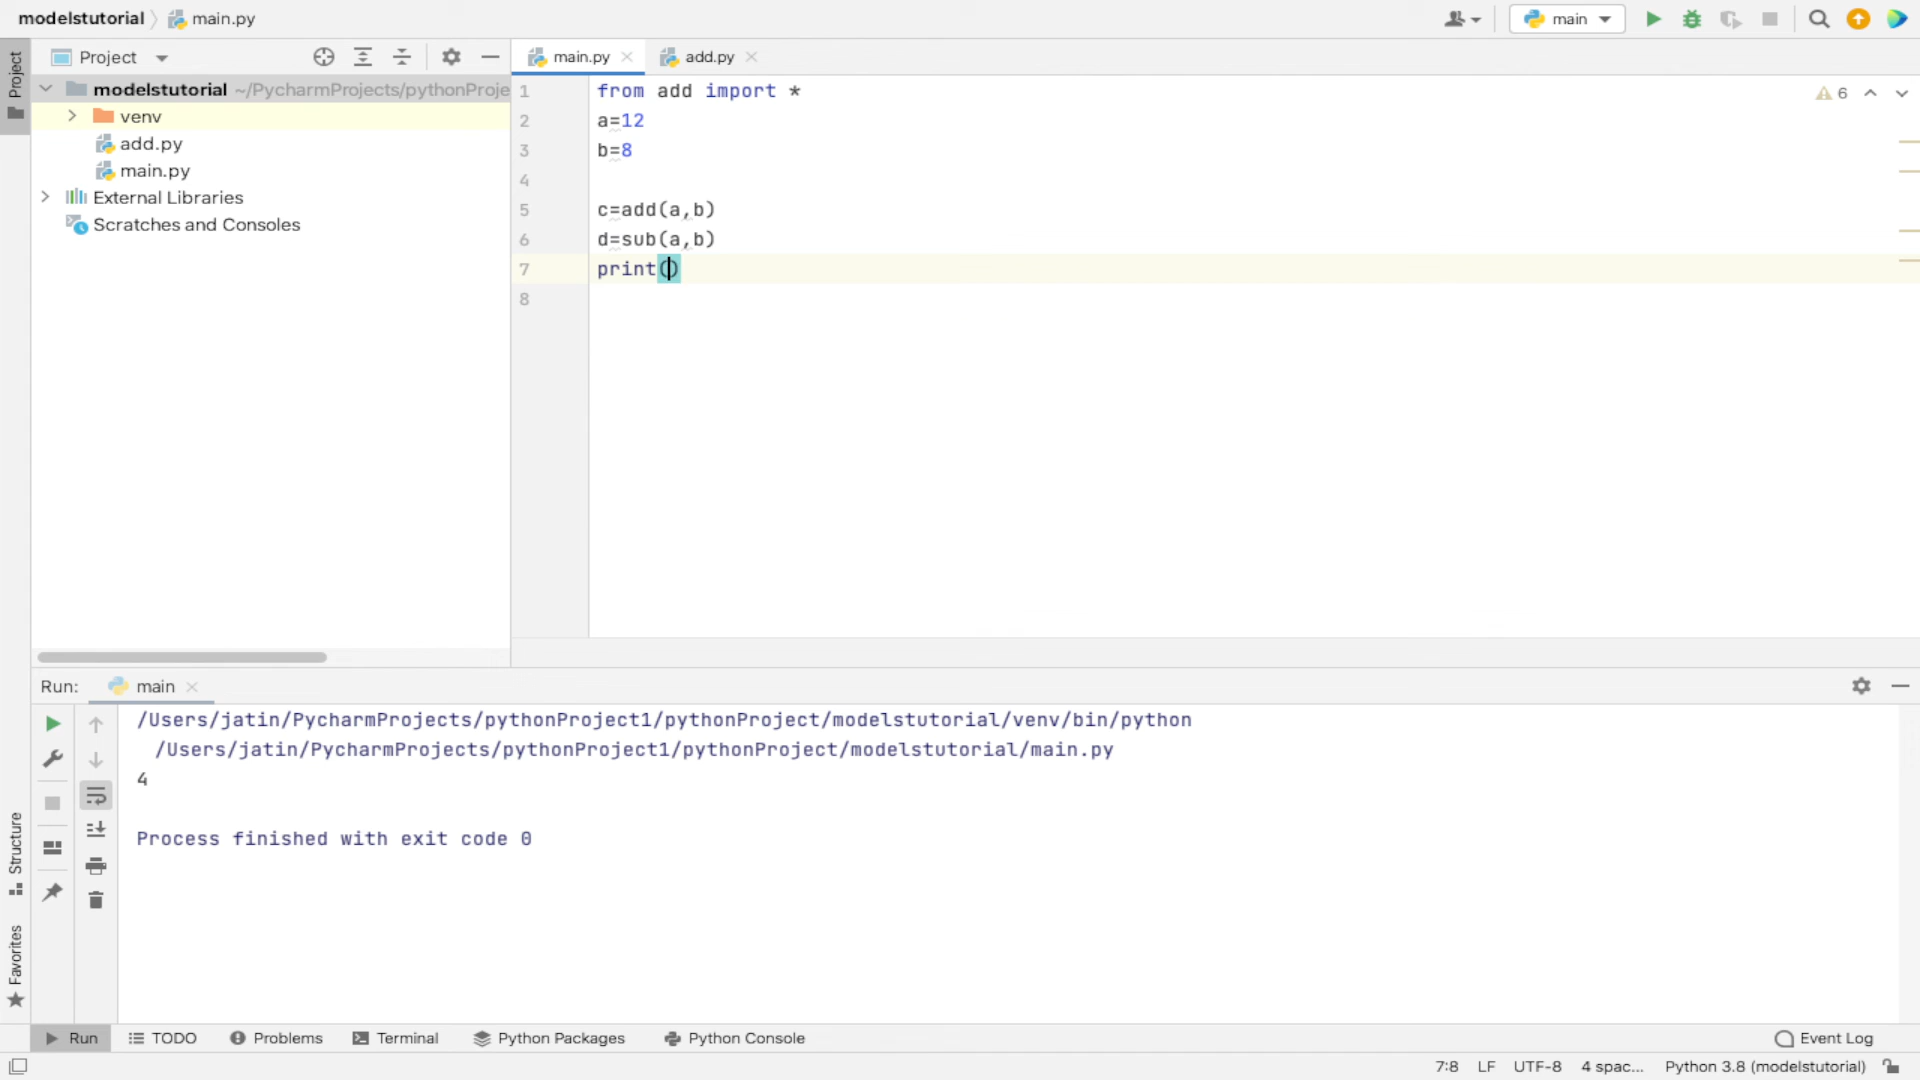 modelstutorial main.py main
Project main.py add.py
modelstutorial ~/PycharmProjects/pythonProje
venv
add.py
main.py
External Libraries
Scratches and Consoles
Project
1 from add import *
2 a=12
3 b=8
4
5 c=add(a,b)
6 d=sub(a,b)
7 print()
8
6
Run: main
/Users/jatin/PycharmProjects/pythonProject1/pythonProject/modelstutorial/venv/bin/python
/Users/jatin/PycharmProjects/pythonProject1/pythonProject/modelstutorial/main.py
4
Process finished with exit code 0
Structure
Favorites
Run TODO Problems Terminal Python Packages Python Console Event Log
7:8 LF UTF-8 4 spac... Python 3.8 (modelstutorial)